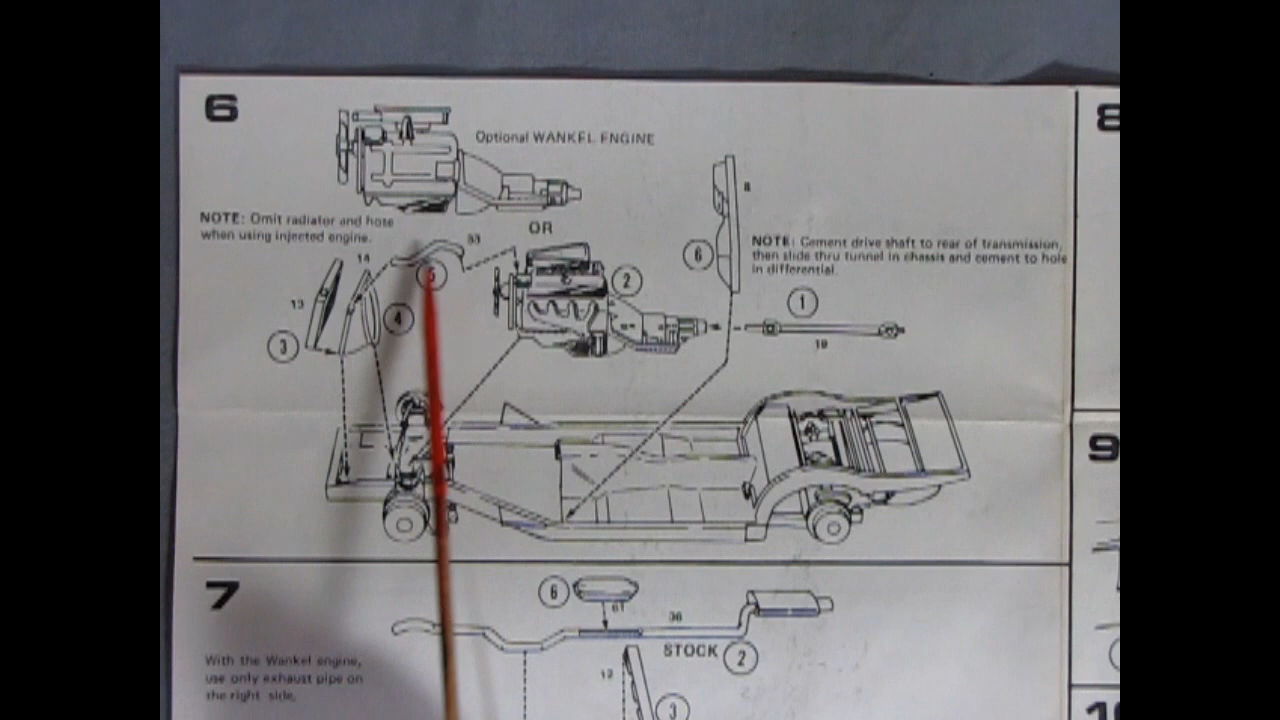 6
Optional WANKEL ENGINE
8
NOTE: Omit radiator and hose
when using injected engine.
OR
33
14
5
13
4
3
2
6
NOTE: Cement drive shaft to rear of transmission,
then slide thru tunnel in chassis and cement to hole
in differential.
1
19
7
6
61
36
STOCK
2
With the Wankel engine,
use only exhaust pipe on
the right side.
12
3
8
9
10